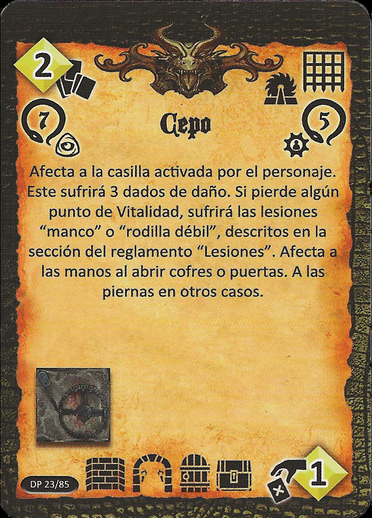 2
7
Cepo
5
Afecta a la casilla activada por el personaje.
Este sufrirá 3 dados de daño. Si pierde algún
punto de Vitalidad, sufrirá las lesiones
“manco” o “rodilla débil”, descritos en la
sección del reglamento “Lesiones”. Afecta a
las manos al abrir cofres o puertas. A las
piernas en otros casos.
DP 23/85
1